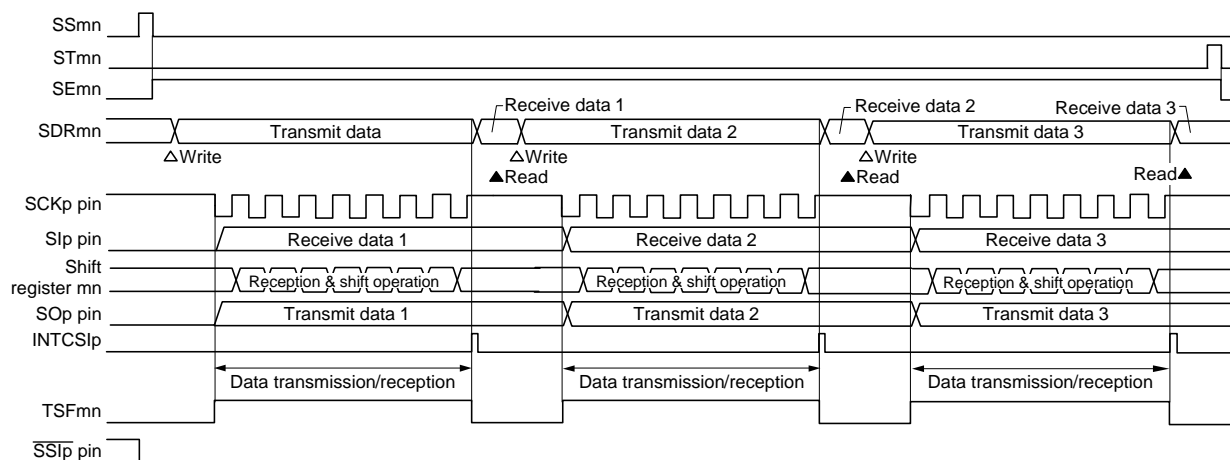 SSmn
STmn
SEmn
Receive data 1
Receive data 2
Receive data 3
SDRmn
Transmit data
Transmit data 2
Transmit data 3
△Write
△Write
△Write
▲Read
▲Read
Read▲
SCKp pin
SIp pin
Receive data 1
Receive data 2
Receive data 3
Shift
register mn
Reception & shift operation
Reception & shift operation
Reception & shift operation
SOp pin
Transmit data 1
Transmit data 2
Transmit data 3
INTCSIp
Data transmission/reception
Data transmission/reception
Data transmission/reception
TSFmn
SSIp pin